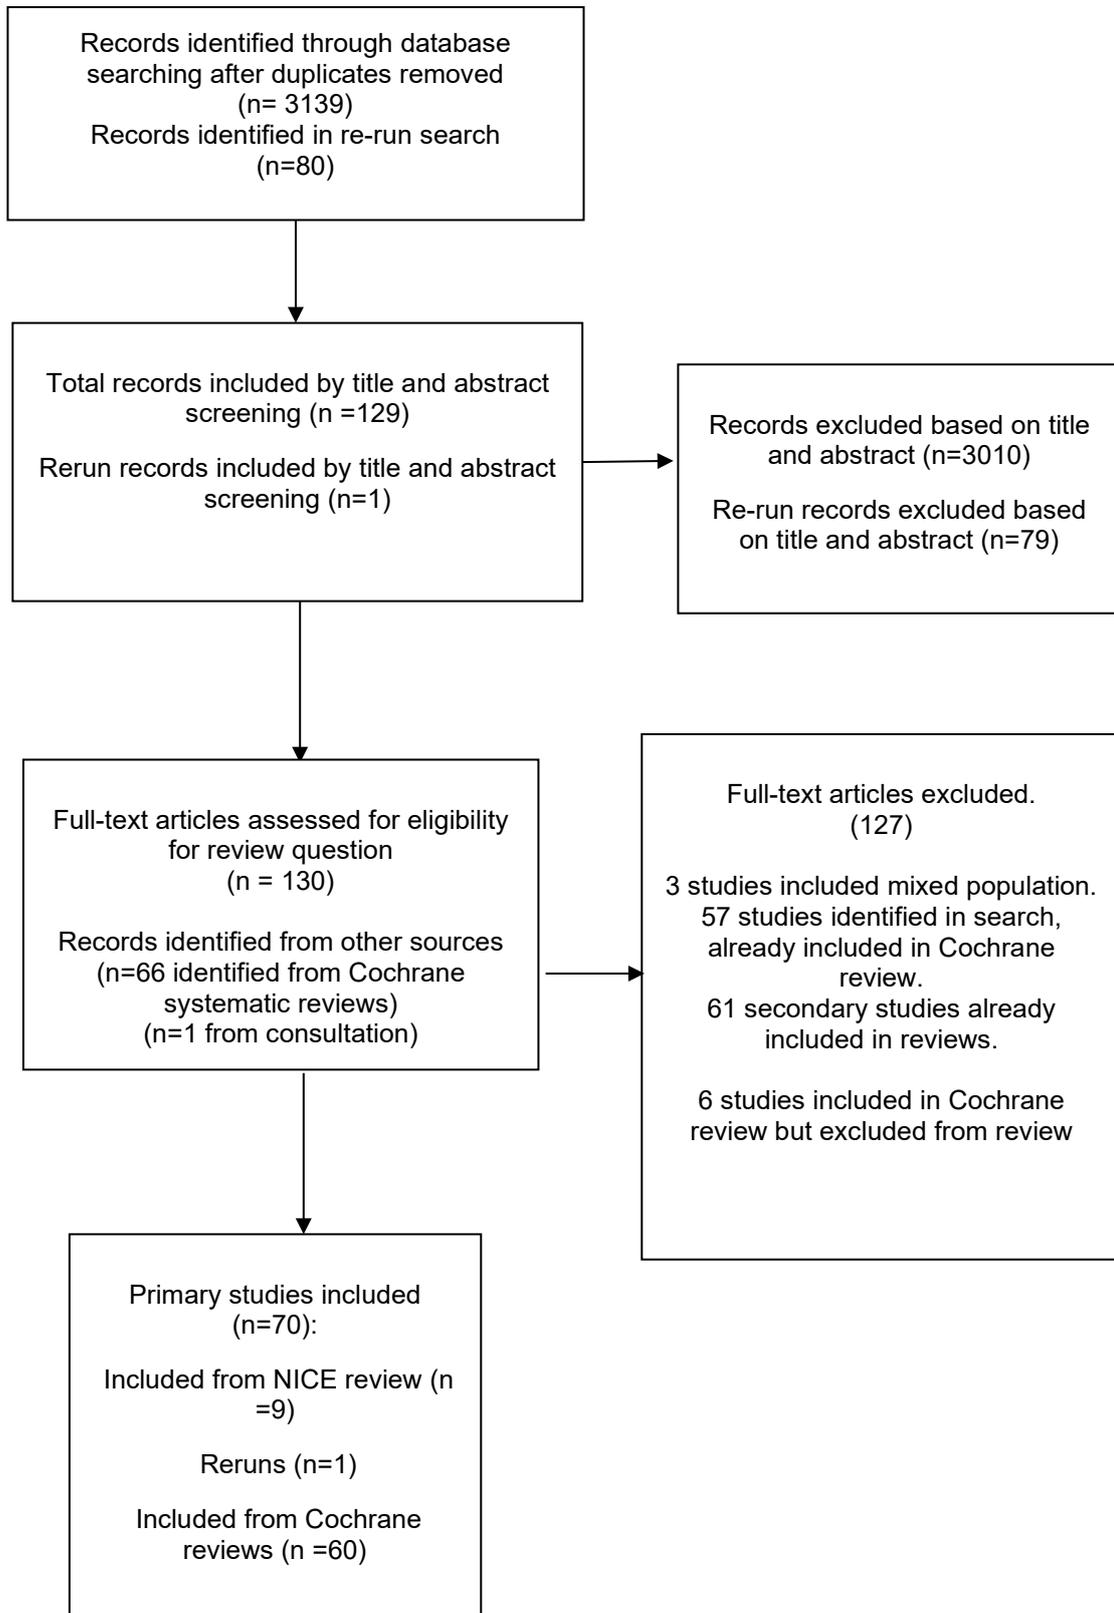 Records identified through database
searching after duplicates removed
(n= 3139)
Records identified in re-run search
(n=80)
Total records included by title and abstract
screening (n =129)
Rerun records included by title and abstract
screening (n=1)
Records excluded based on title
and abstract (n=3010)
Re-run records excluded based
on title and abstract (n=79)
Full-text articles assessed for eligibility
for review question
(n = 130)
Records identified from other sources
(n=66 identified from Cochrane
systematic reviews)
(n=1 from consultation)
Full-text articles excluded.
(127)
3 studies included mixed population.
57 studies identified in search,
already included in Cochrane
review.
61 secondary studies already
included in reviews.
6 studies included in Cochrane
review but excluded from review
Primary studies included
(n=70):
Included from NICE review (n
=9)
Reruns (n=1)
Included from Cochrane
reviews (n =60)